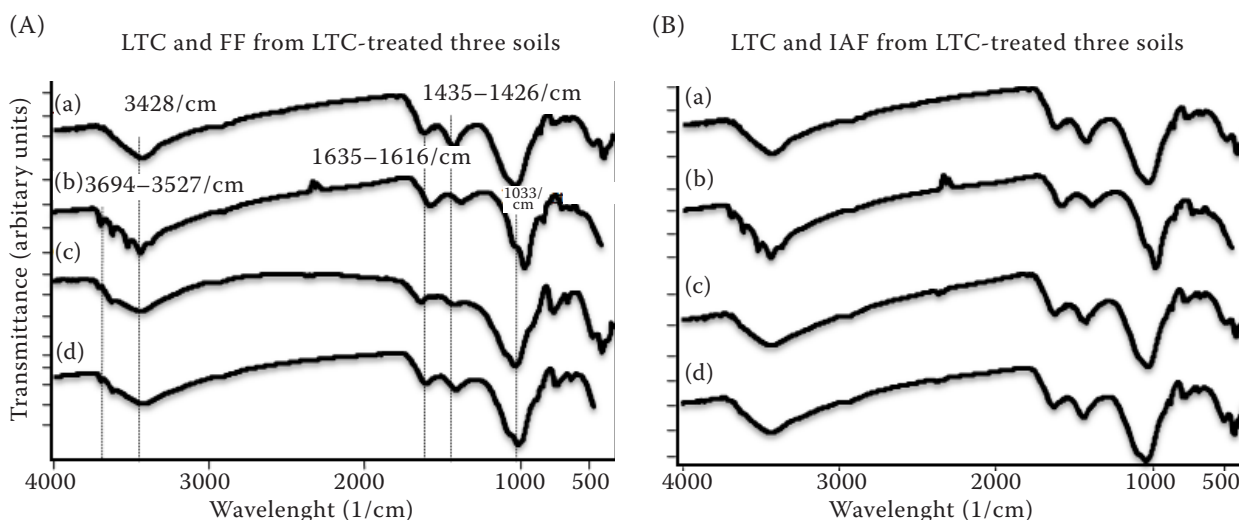 (A)
LTC and FF from LTC-treated three soils
Transmittance (arbitary units)
(a)
3428/cm
1435–1426/cm
1635–1616/cm
(b)
3694–3527/cm
1033/
cm
(c)
(d)
4000 3000 2000 1000 500
Wavelenght (1/cm)
(B)
LTC and IAF from LTC-treated three soils
(a)
(b)
(c)
(d)
4000 3000 2000 1000 500
Wavelenght (1/cm)